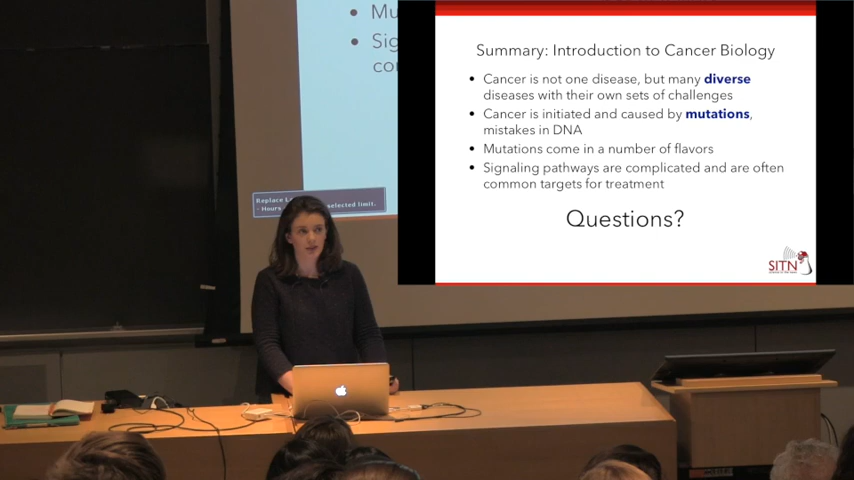 Mu
Sig
co
Replace L
- Hours selected limit.
Summary: Introduction to Cancer Biology
• Cancer is not one disease, but many diverse
diseases with their own sets of challenges
• Cancer is initiated and caused by mutations,
mistakes in DNA
• Mutations come in a number of flavors
• Signaling pathways are complicated and are often
common targets for treatment
Questions?
SITN